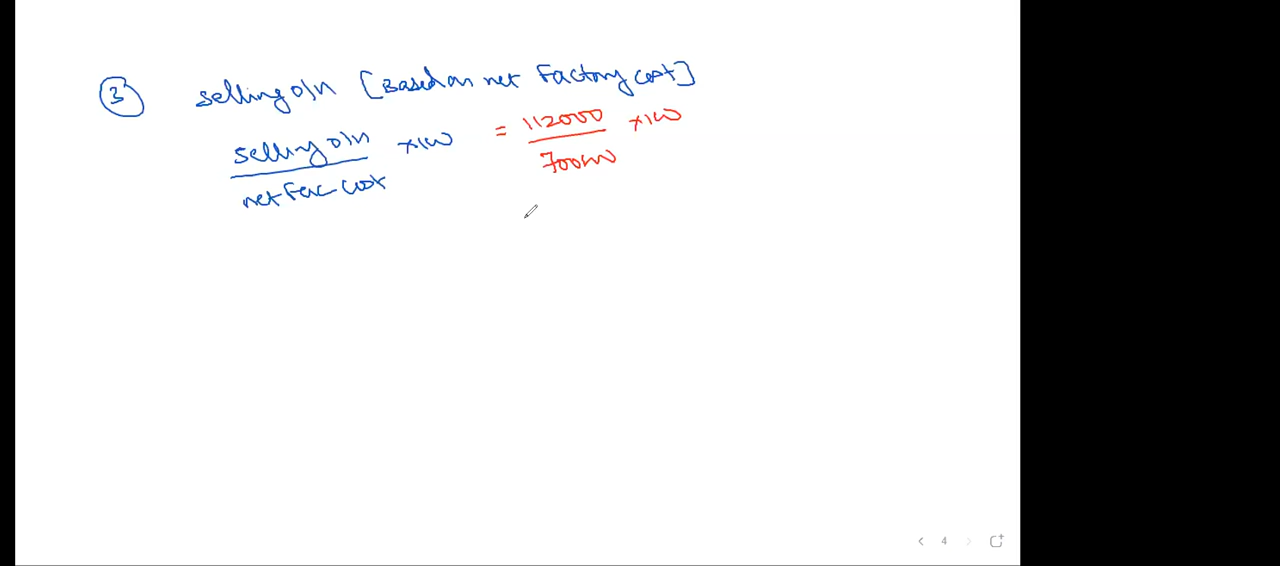 ③ selling o/h [Based on net Factory cost]
selling o/h / net Fac cost ×100 = 112000 / 700000 ×100
4